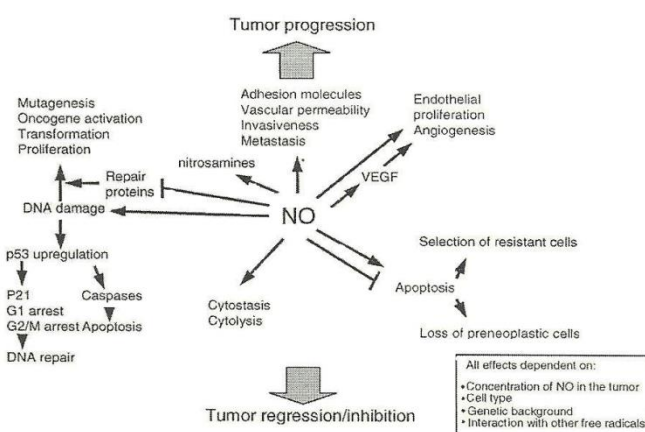 Tumor progression
Mutagenesis
Oncogene activation
Transformation
Proliferation
Adhesion molecules
Vascular permeability
Invasiveness
Metastasis
Endothelial
proliferation
Angiogenesis
nitrosamines
VEGF
Repair
proteins
DNA damage
NO
p53 upregulation
Selection of resistant cells
P21
G1 arrest
G2/M arrest
Caspases
Apoptosis
DNA repair
Cytostasis
Cytolysis
Apoptosis
Loss of preneoplastic cells
Tumor regression/inhibition
All effects dependent on:
•Concentration of NO in the tumor
•Cell type
•Genetic background
•Interaction with other free radicals